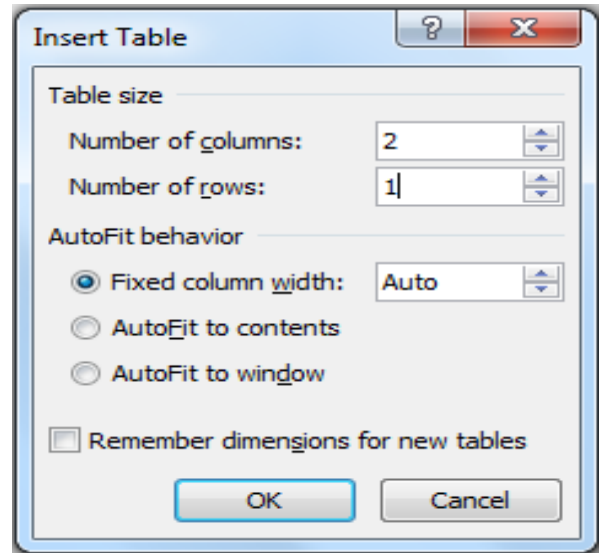 Insert Table
Table size
Number of columns: 2
Number of rows: 1
AutoFit behavior
Fixed column width: Auto
AutoFit to contents
AutoFit to window
Remember dimensions for new tables
OK Cancel